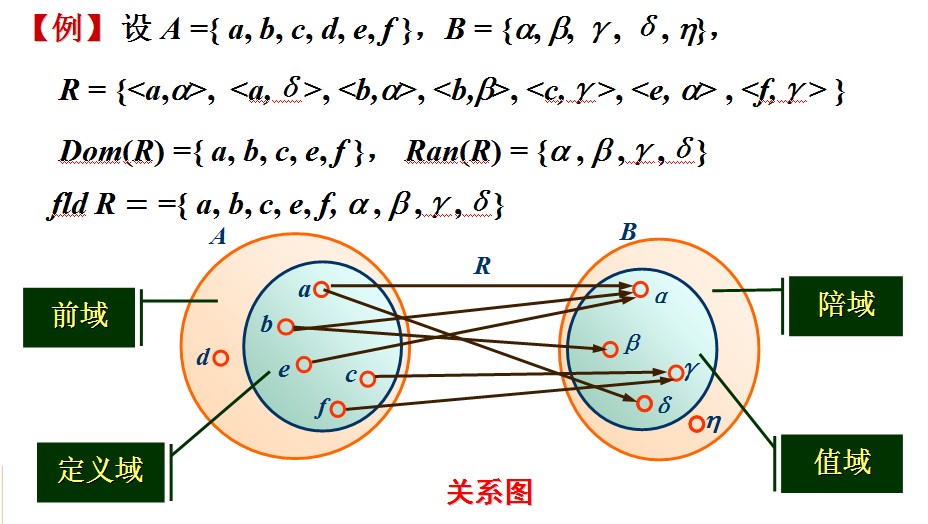 【例】设 A ={ a, b, c, d, e, f }，B = {α, β, γ, δ, η}，
R = {<a,α>, <a, δ>, <b,α>, <b,β>, <c, γ>, <e, α> , <f, γ> }
Dom(R) ={ a, b, c, e, f }， Ran(R) = {α , β , γ , δ}
fld R = ={ a, b, c, e, f, α , β , γ , δ}
A
B
R
前域
陪域
a
b
d
e
c
f
α
β
γ
δ
η
定义域
值域
关系图